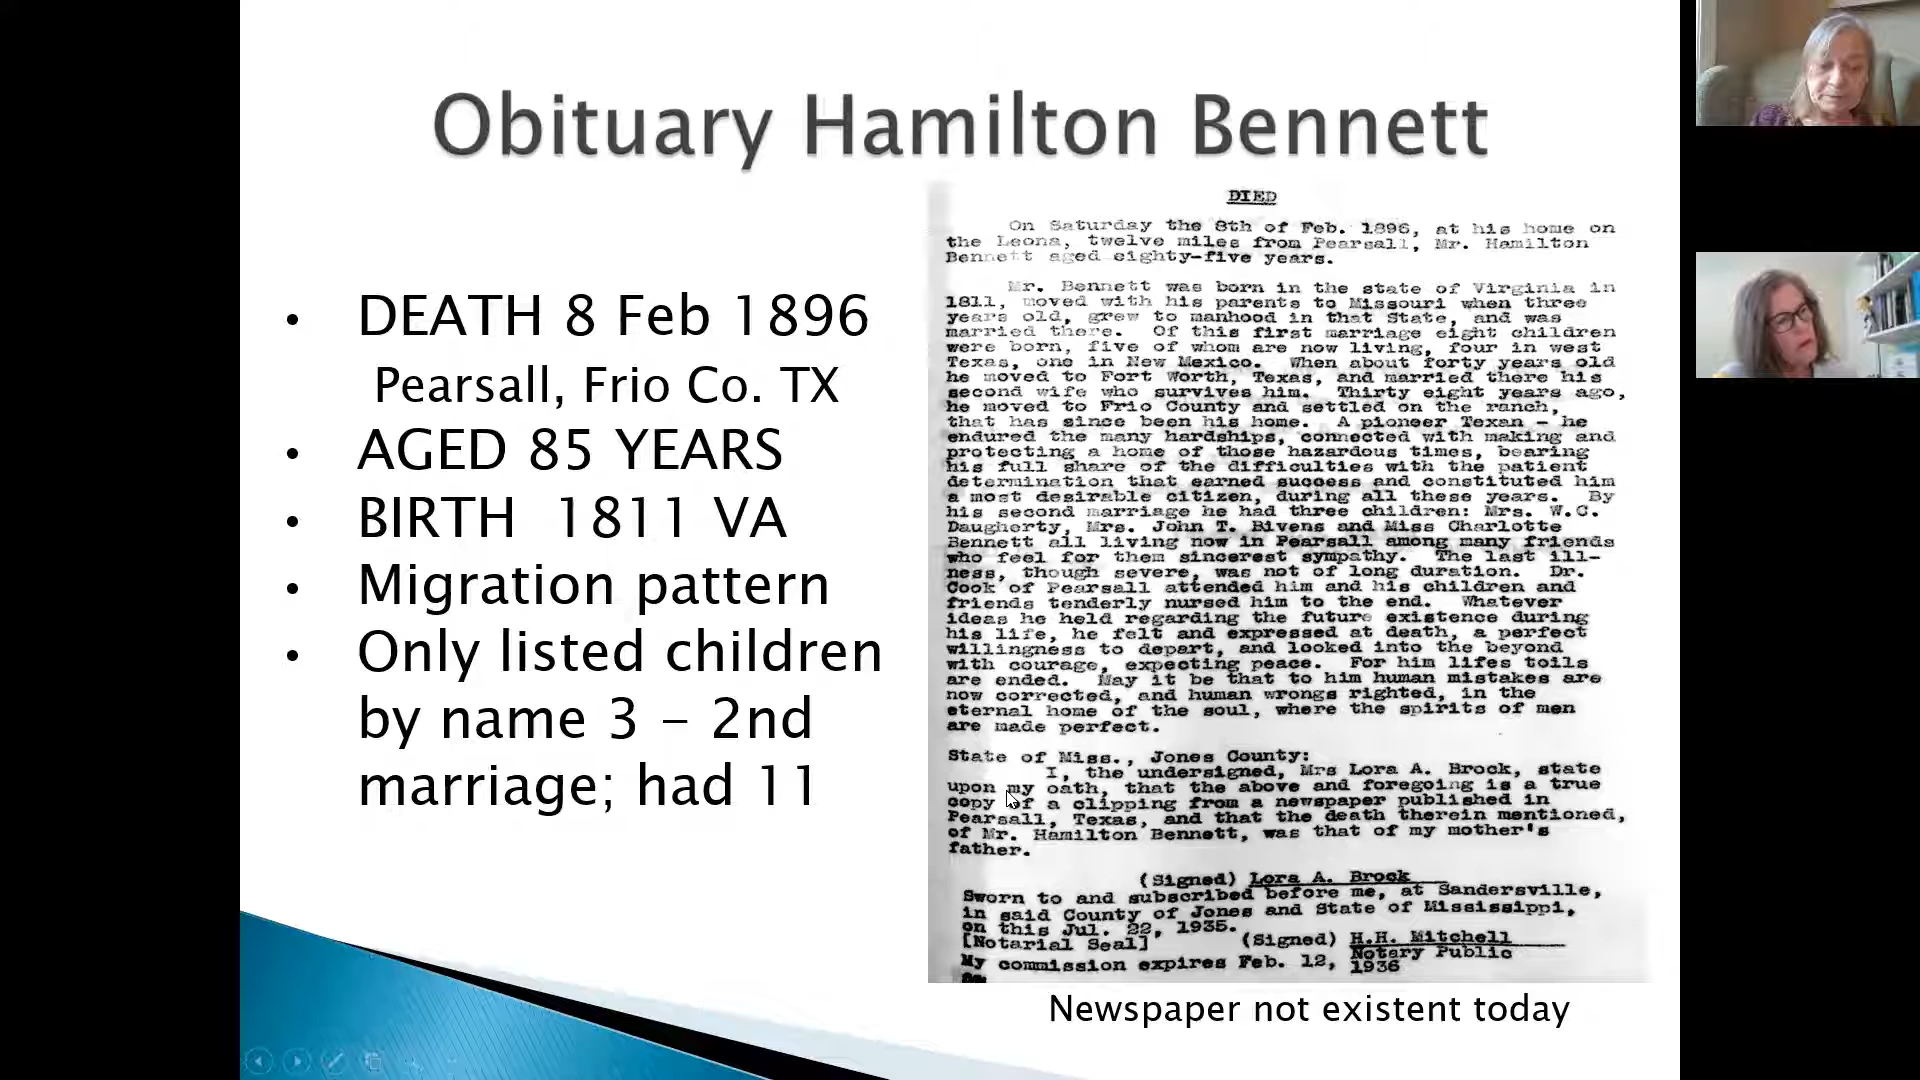 Obituary Hamilton Bennett
• DEATH 8 Feb 1896
Pearsall, Frio Co. TX
• AGED 85 YEARS
• BIRTH 1811 VA
• Migration pattern
• Only listed children
by name 3 – 2nd
marriage; had 11
DIED
On Saturday the 8th of Feb. 1896, at his home on
the Leona, twelve miles from Pearsall, Mr. Hamilton
Bennett aged eighty-five years.
Mr. Bennett was born in the state of Virginia in
1811, moved with his parents to Missouri when three
years old, grew to manhood in that State, and was
married there. Of this first marriage eight children
were born, five of whom are now living, four in west
Texas, one in New Mexico. When about forty years old
he moved to Fort Worth, Texas, and married there his
second wife who survives him. Thirty eight years ago,
he moved to Frio County and settled on the ranch,
that has since been his home. A pioneer Texan - he
endured the many hardships, connected with making and
protecting a home of those hazardous times, bearing
his full share of the difficulties with the patient
determination that earned success and constituted him
a most desirable citizen, during all these years. By
his second marriage he had three children: Mrs. W.C.
Daugherty, Mrs. John T. Bivens and Miss Charlotte
Bennett all living now in Pearsall among many friends
who feel for them sincerest sympathy. The last ill-
ness, though severe, was not of long duration. Dr.
Cook of Pearsall attended him and his children and
friends tenderly nursed him to the end. Whatever
ideas he held regarding the future existence during
his life, he felt and expressed at death, a perfect
willingness to depart, and looked into the beyond
with courage, expecting peace. For him lifes toils
are ended. May it be that to him human mistakes are
now corrected, and human wrongs righted, in the
eternal home of the soul, where the spirits of men
are made perfect.
State of Miss., Jones County:
I, the undersigned, Mrs Lora A. Brock, state
upon my oath, that the above and foregoing is a true
copy of a clipping from a newspaper published in
Pearsall, Texas, and that the death therein mentioned,
of Mr. Hamilton Bennett, was that of my mother's
father.
(Signed) Lora A. Brock
Sworn to and subscribed before me, at Sandersville,
in said County of Jones and State of Mississippi,
on this Jul. 22, 1935.
[Notarial Seal] (Signed) H.H. Mitchell
Notary Public
My commission expires Feb. 12, 1936
Newspaper not existent today